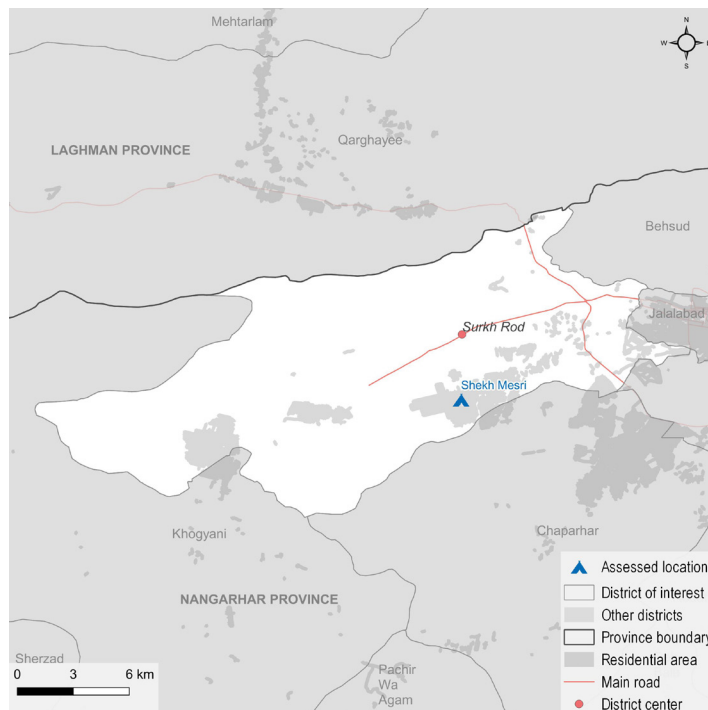 Mehtarlam
N
W
E
S
Qarghayee
LAGHMAN PROVINCE
Behsud
Jalalabad
Surkh Rod
Shekh Mesri
Khogyani
Chaparhar
NANGARHAR PROVINCE
Sherzad
Pachir
Wa
Agam
0 3 6 km
Assessed location
District of interest
Other districts
Province boundary
Residential area
Main road
District center